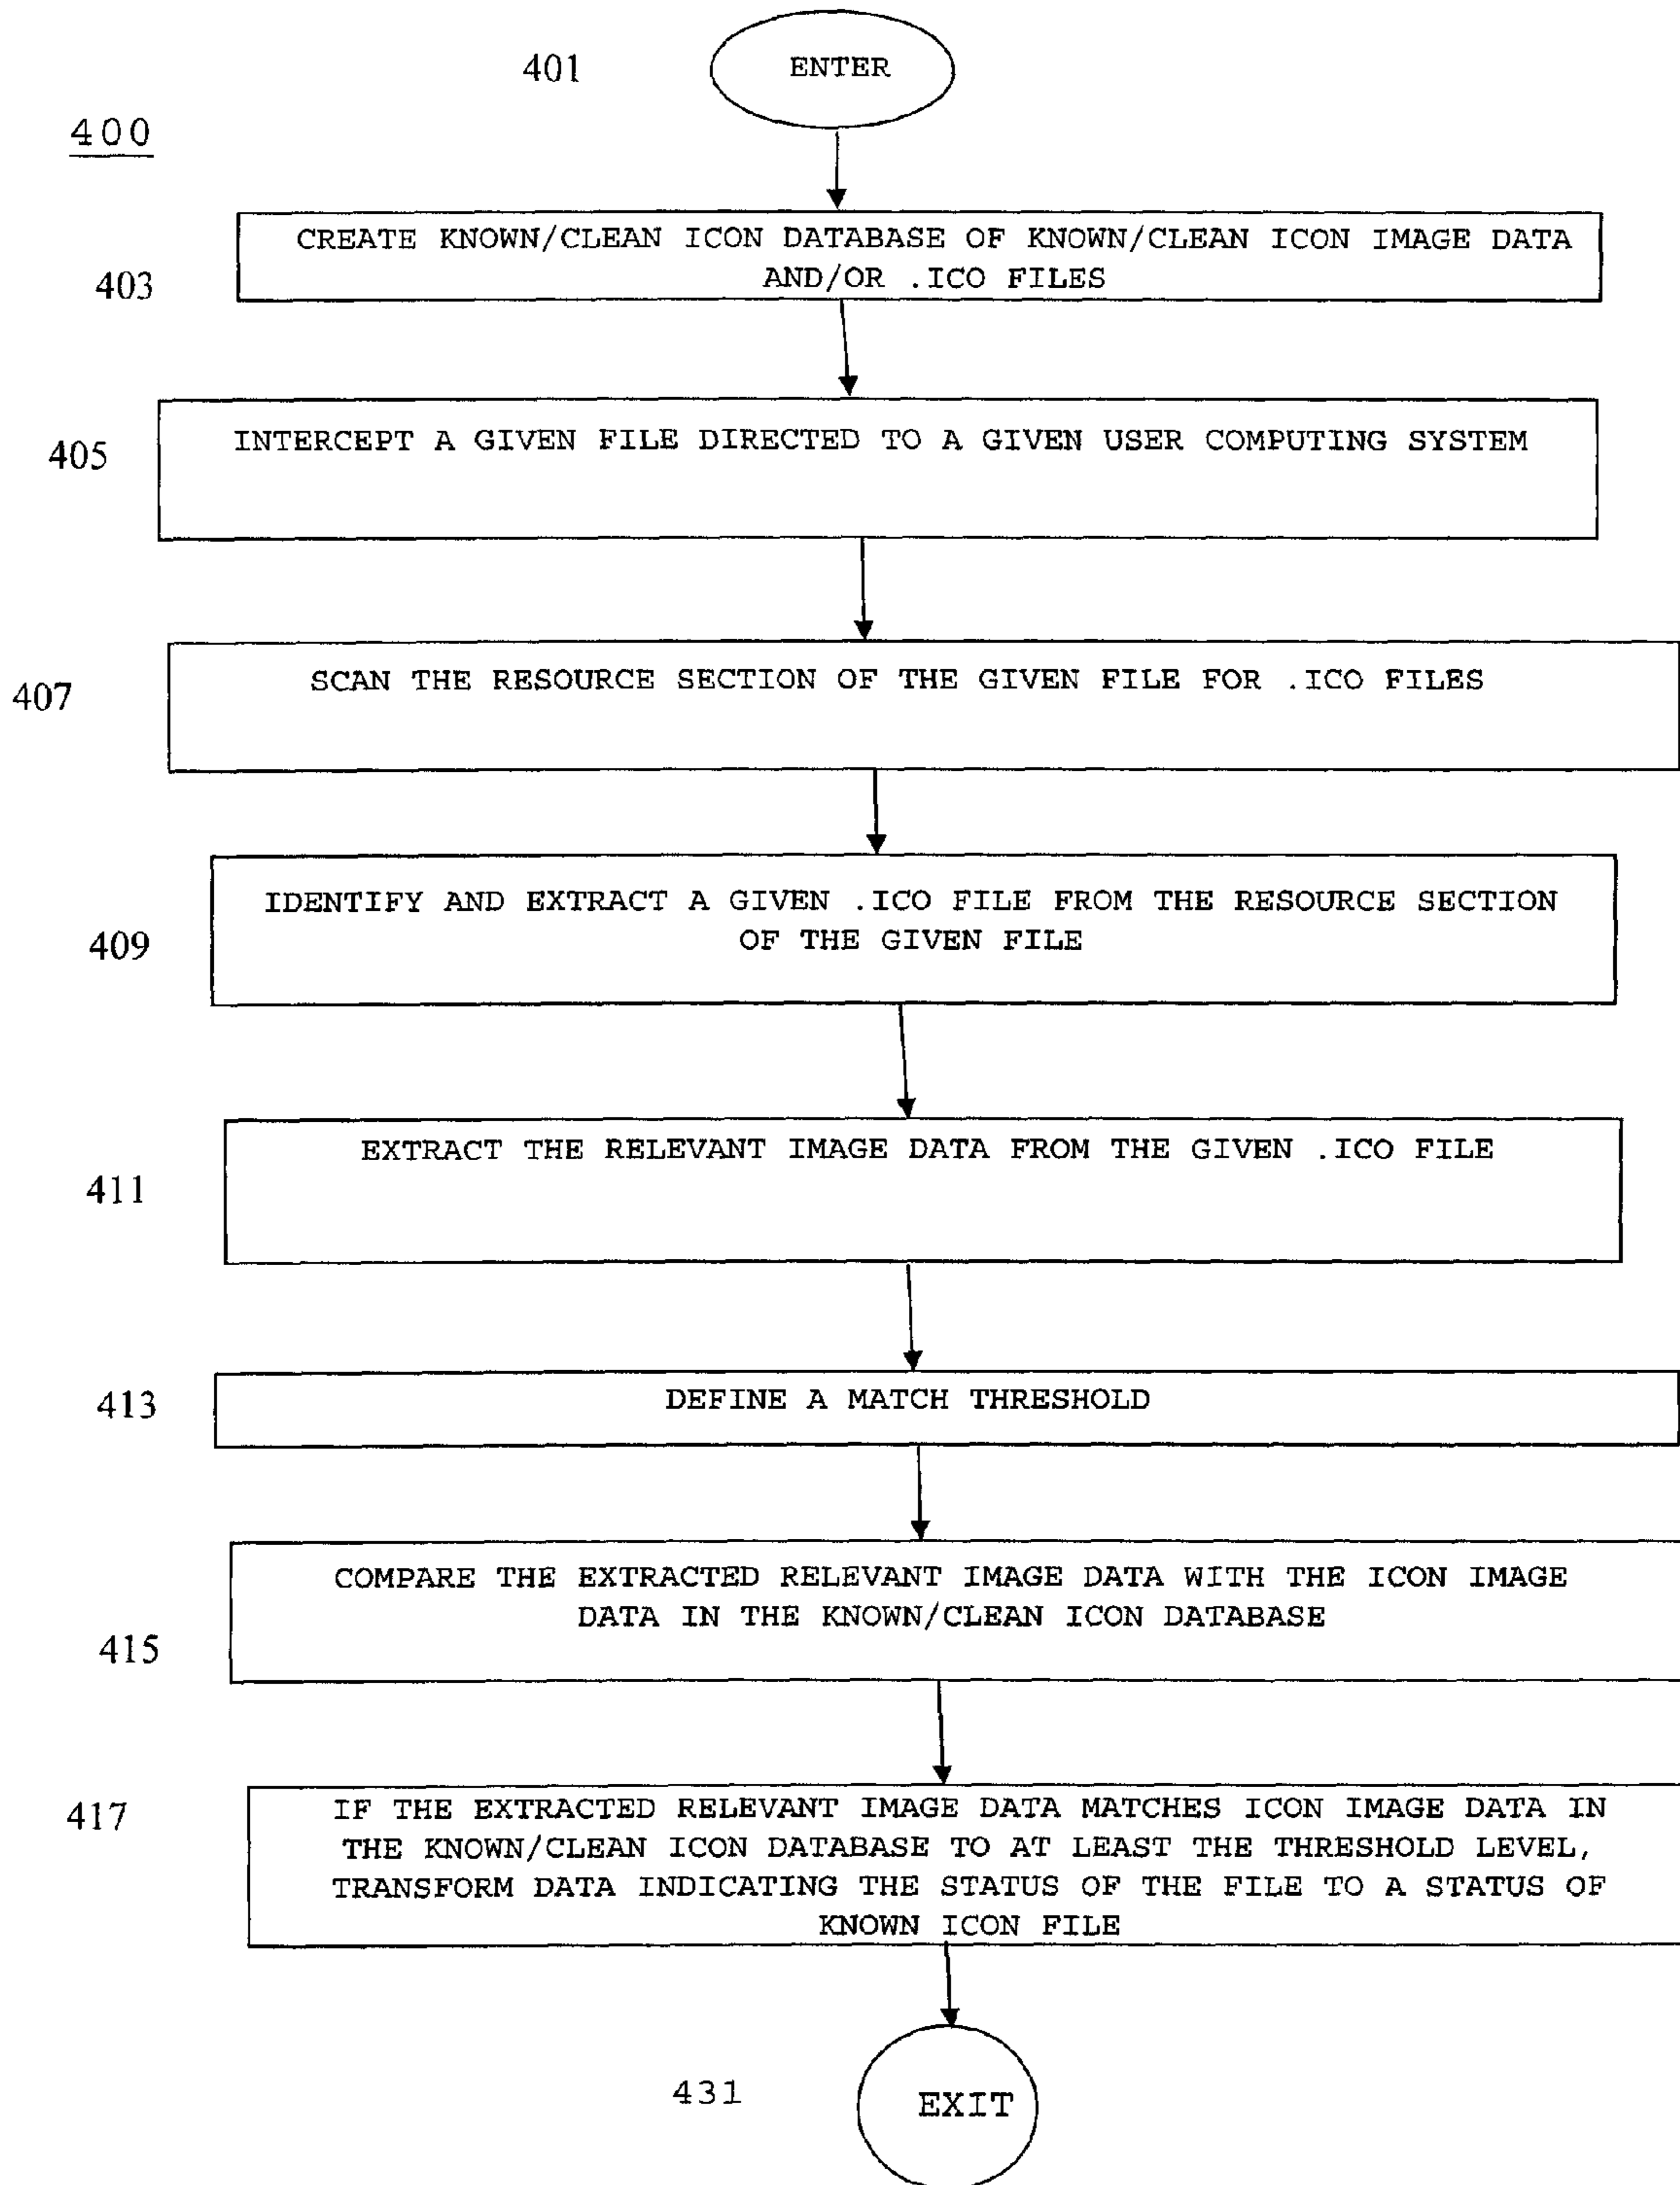 401
ENTER
400
CREATE KNOWN/CLEAN ICON DATABASE OF KNOWN/CLEAN ICON IMAGE DATA
AND/OR .ICO FILES
403
INTERCEPT A GIVEN FILE DIRECTED TO A GIVEN USER COMPUTING SYSTEM
405
SCAN THE RESOURCE SECTION OF THE GIVEN FILE FOR .ICO FILES
407
IDENTIFY AND EXTRACT A GIVEN .ICO FILE FROM THE RESOURCE SECTION
OF THE GIVEN FILE
409
EXTRACT THE RELEVANT IMAGE DATA FROM THE GIVEN .ICO FILE
411
DEFINE A MATCH THRESHOLD
413
COMPARE THE EXTRACTED RELEVANT IMAGE DATA WITH THE ICON IMAGE
DATA IN THE KNOWN/CLEAN ICON DATABASE
415
417
IF THE EXTRACTED RELEVANT IMAGE DATA MATCHES ICON IMAGE DATA IN
THE KNOWN/CLEAN ICON DATABASE TO AT LEAST THE THRESHOLD LEVEL,
TRANSFORM DATA INDICATING THE STATUS OF THE FILE TO A STATUS OF
KNOWN ICON FILE
431
EXIT